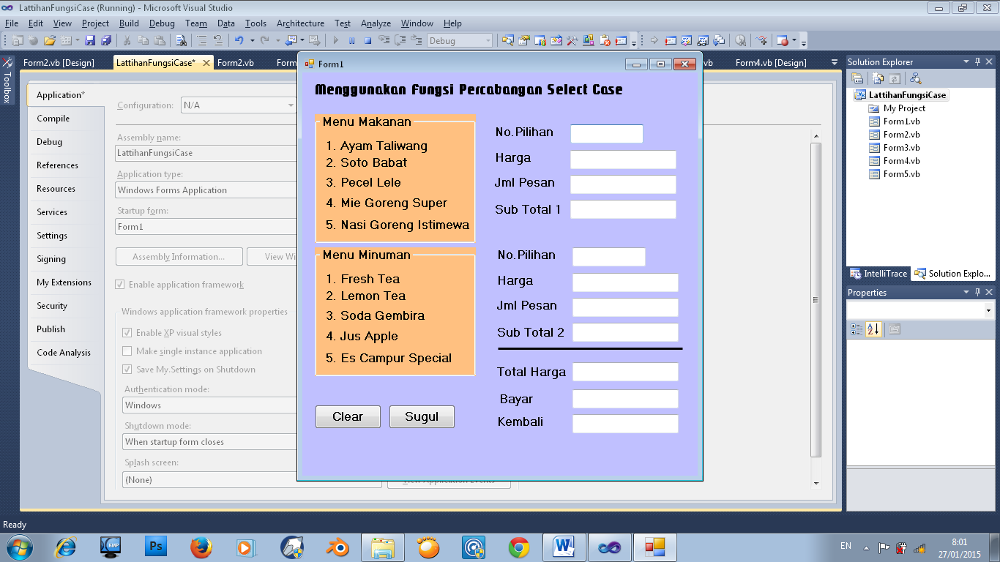 LattihanFungsiCase (Running) - Microsoft Visual Studio
File Edit View Project Build Debug Team Data Tools Architecture Test Analyze Window Help
Debug
Form2.vb [Design] LattihanFungsiCase* Form2.vb Form Form4.vb [Design]
Toolbox
Application*
Compile
Debug
References
Resources
Services
Settings
Signing
My Extensions
Security
Publish
Code Analysis
Configuration: N/A
Assembly name:
LattihanFungsiCase
Application type:
Windows Forms Application
Startup form:
Form1
Assembly Information...
Enable application framework
Windows application framework properties
Enable XP visual styles
Make single instance application
Save My.Settings on Shutdown
Authentication mode:
Windows
Shutdown mode:
When startup form closes
Splash screen:
(None)
View Application Events
Form1
Menggunakan Fungsi Percabangan Select Case
Menu Makanan
1. Ayam Taliwang
2. Soto Babat
3. Pecel Lele
4. Mie Goreng Super
5. Nasi Goreng Istimewa
Menu Minuman
1. Fresh Tea
2. Lemon Tea
3. Soda Gembira
4. Jus Apple
5. Es Campur Special
Clear Sugul
No.Pilihan
Harga
Jml Pesan
Sub Total 1
No.Pilihan
Harga
Jml Pesan
Sub Total 2
Total Harga
Bayar
Kembali
Solution Explorer
LattihanFungsiCase
My Project
Form1.vb
Form2.vb
Form3.vb
Form4.vb
Form5.vb
IntelliTrace Solution Explo...
Properties
Ready
EN
8:01
27/01/2015